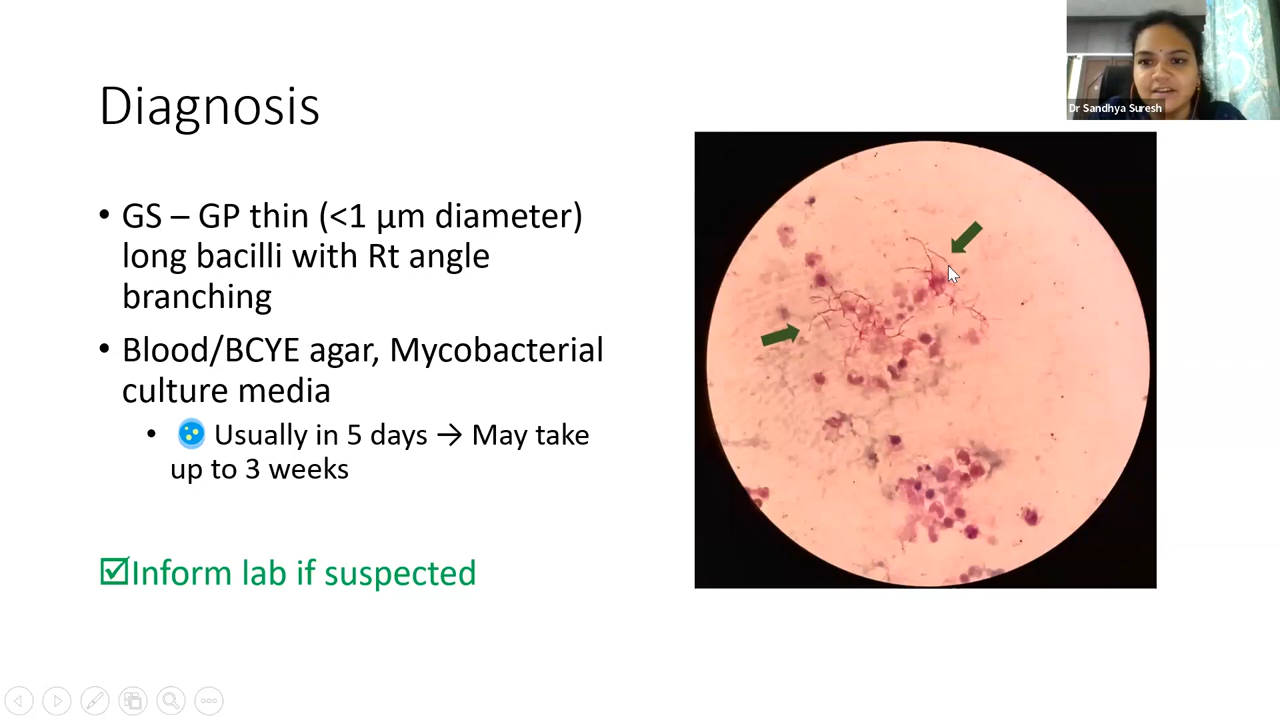 Dr Sandhya Suresh
Diagnosis
• GS – GP thin (<1 µm diameter)
long bacilli with Rt angle
branching
• Blood/BCYE agar, Mycobacterial
culture media
• Usually in 5 days → May take
up to 3 weeks
☑Inform lab if suspected